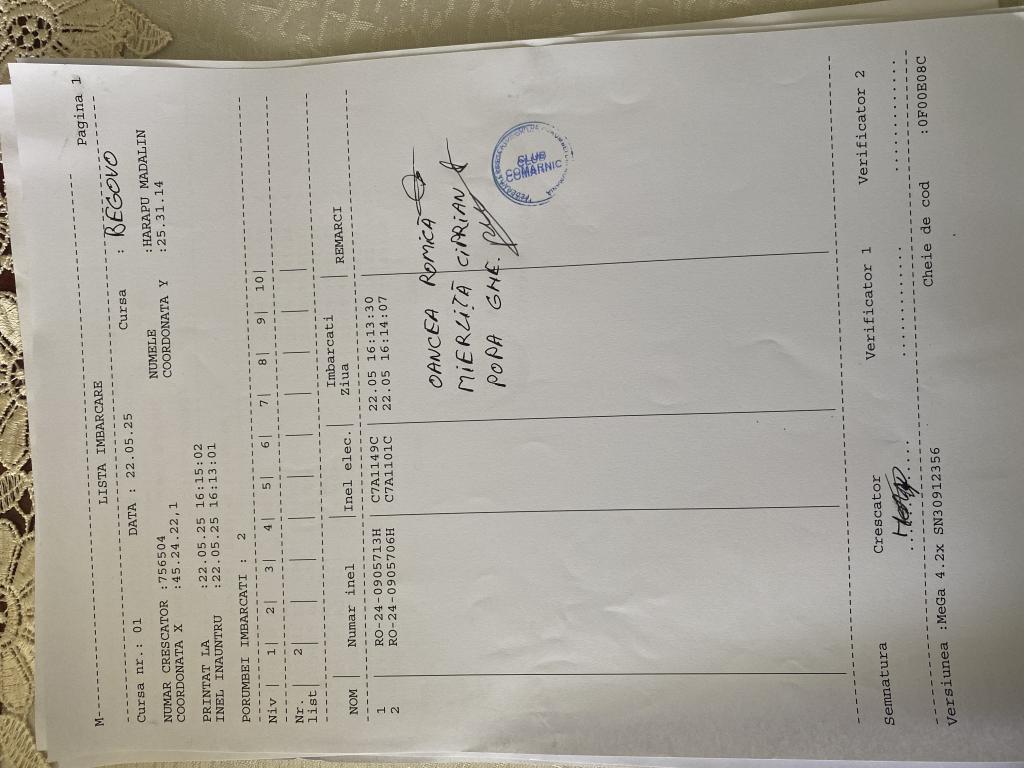 M------------ LISTA IMBARCARE ------------ Pagina 1
Cursa nr.: 01 DATA : 22.05.25 Cursa : BEGOVO
NUMAR CRESCATOR :756504 NUMELE :HARAPU MADALIN
COORDONATA X :45.24.22,1 COORDONATA Y :25.31.14
PRINTAT LA :22.05.25 16:15:02
INEL INAUNTRU :22.05.25 16:13:01
PORUMBEI IMBARCATI : 2
Niv | 1| 2| 3| 4| 5| 6| 7| 8| 9| 10|
Nr. | 2 | | | | | | | | | |
list|
NOM | Numar inel | Inel elec.| Imbarcati Ziua | REMARCI
1 RO-24-0905713H C7A1149C 22.05 16:13:30
2 RO-24-0905706H C7A1101C 22.05 16:14:07
OANCEA ROMICA
MIERLITĂ CIPRIAN
POPA GHE.
CLUB
COMARNIC
Semnatura Crescator Verificator 1 Verificator 2
Versiunea :MeGa 4.2x SN30912356 Cheie de cod :0F00E08C